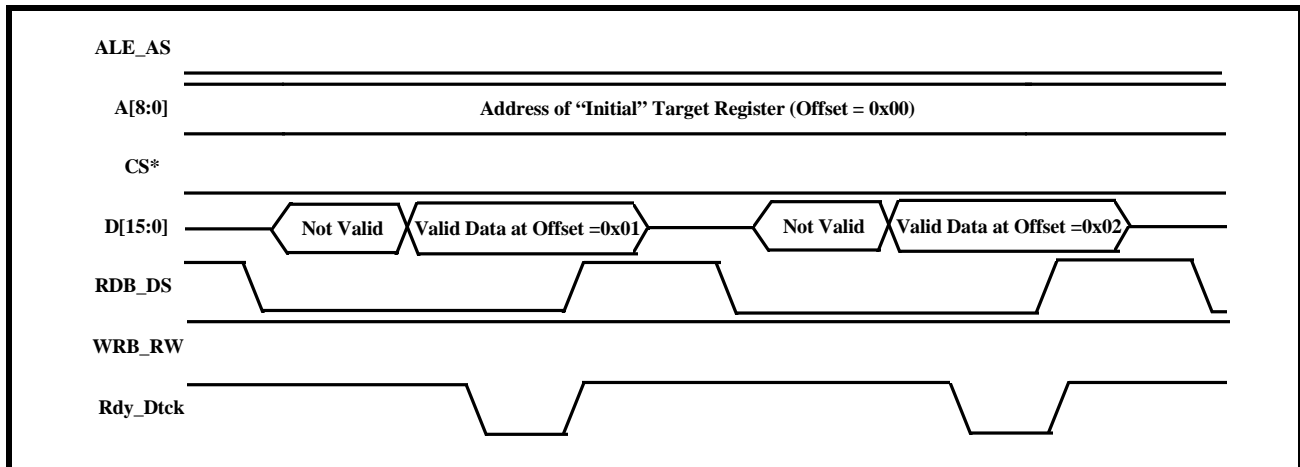 ALE_AS
A[8:0]
Address of “Initial” Target Register (Offset = 0x00)
CS*
D[15:0]
Not Valid
Valid Data at Offset =0x01
Not Valid
Valid Data at Offset =0x02
RDB_DS
WRB_RW
Rdy_Dtck